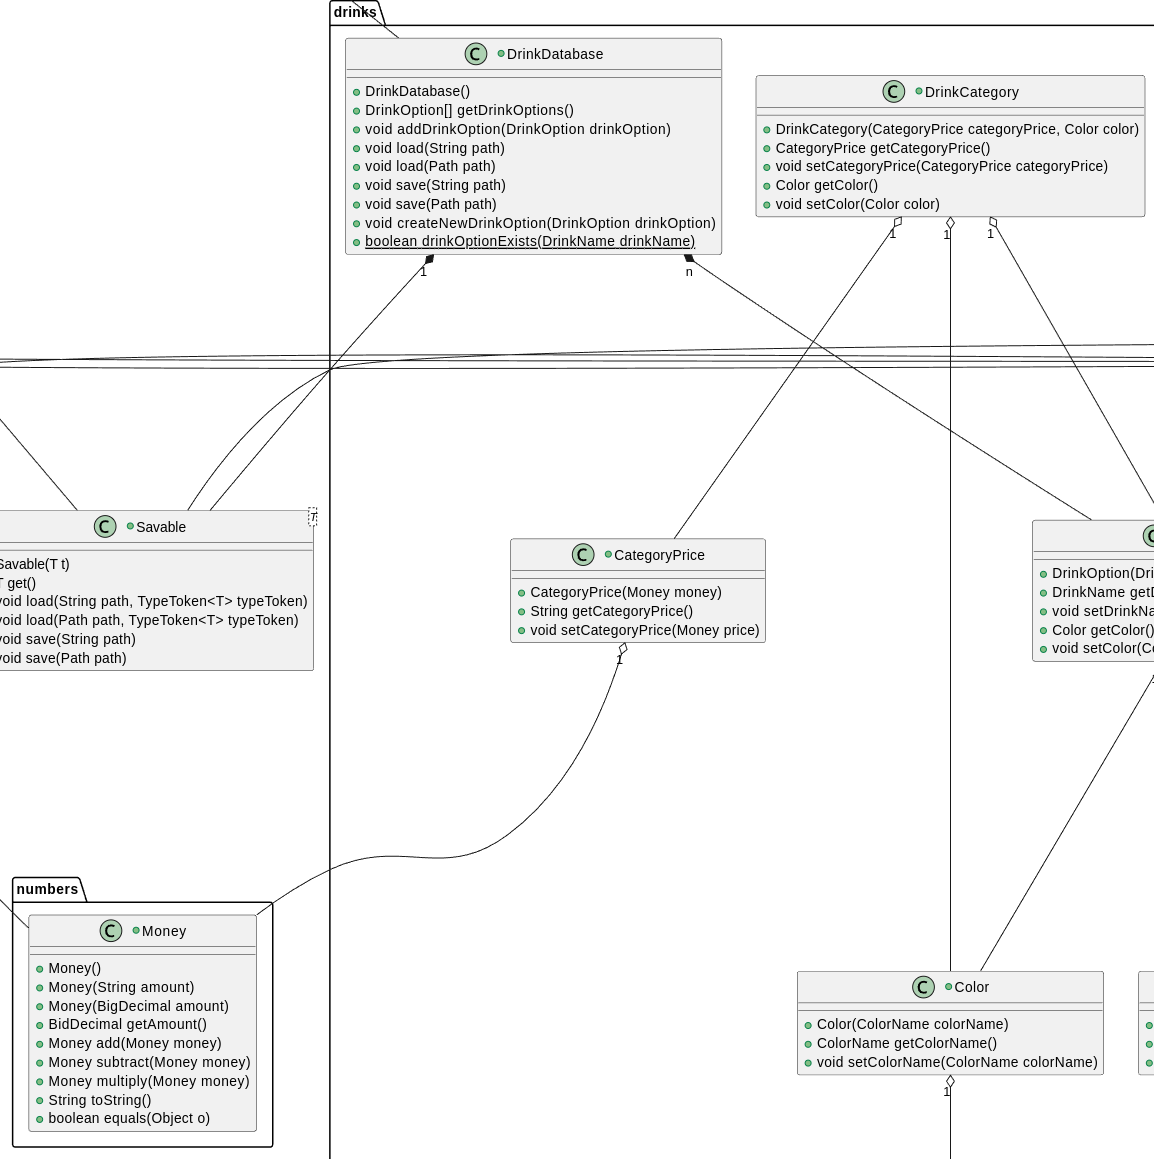 drinks
DrinkDatabase
DrinkDatabase()
DrinkOption[] getDrinkOptions()
void addDrinkOption(DrinkOption drinkOption)
void load(String path)
void load(Path path)
void save(String path)
void save(Path path)
void createNewDrinkOption(DrinkOption drinkOption)
boolean drinkOptionExists(DrinkName drinkName)
1
n
DrinkCategory
DrinkCategory(CategoryPrice categoryPrice, Color color)
CategoryPrice getCategoryPrice()
void setCategoryPrice(CategoryPrice categoryPrice)
Color getColor()
void setColor(Color color)
1
1
1
Savable
T
Savable(T t)
T get()
void load(String path, TypeToken<T> typeToken)
void load(Path path, TypeToken<T> typeToken)
void save(String path)
void save(Path path)
CategoryPrice
CategoryPrice(Money money)
String getCategoryPrice()
void setCategoryPrice(Money price)
1
DrinkOption(Dri
DrinkName getD
void setDrinkNa
Color getColor()
void setColor(Co
numbers
Money
Money()
Money(String amount)
Money(BigDecimal amount)
BidDecimal getAmount()
Money add(Money money)
Money subtract(Money money)
Money multiply(Money money)
String toString()
boolean equals(Object o)
Color
Color(ColorName colorName)
ColorName getColorName()
void setColorName(ColorName colorName)
1